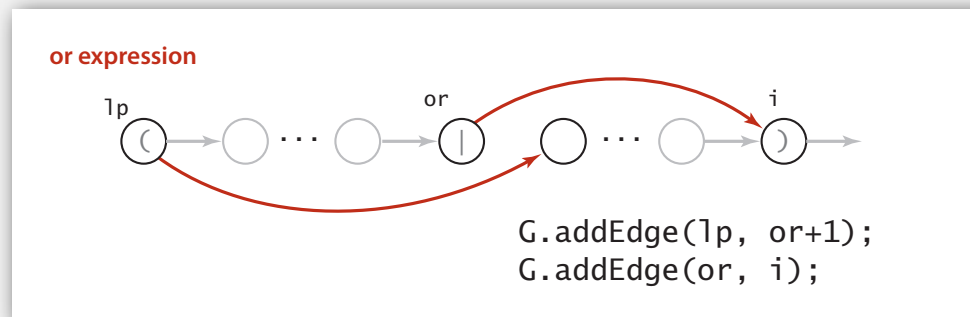 or expression
lp or i
( ... | ... )
G.addEdge(lp, or+1);
G.addEdge(or, i);